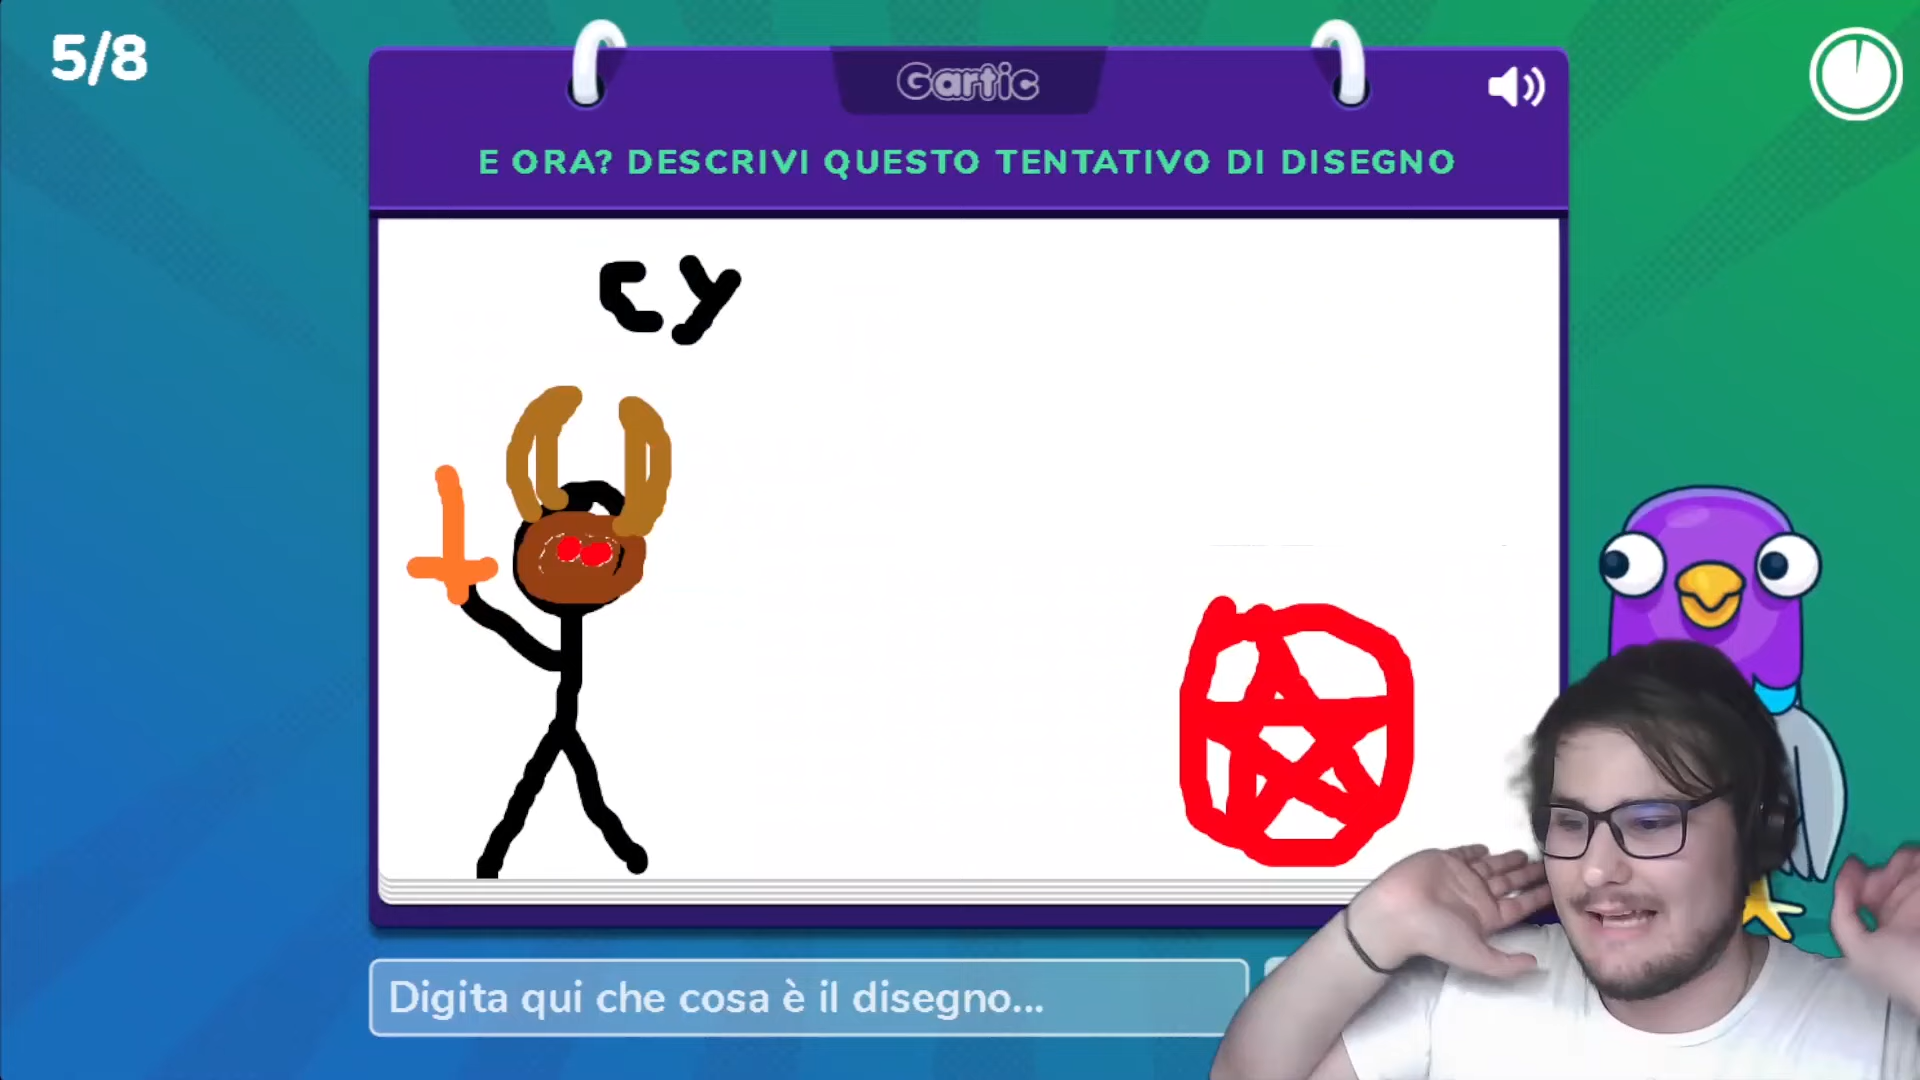 5/8
Gartic
E ORA? DESCRIVI QUESTO TENTATIVO DI DISEGNO
CY
Digita qui che cosa è il disegno...